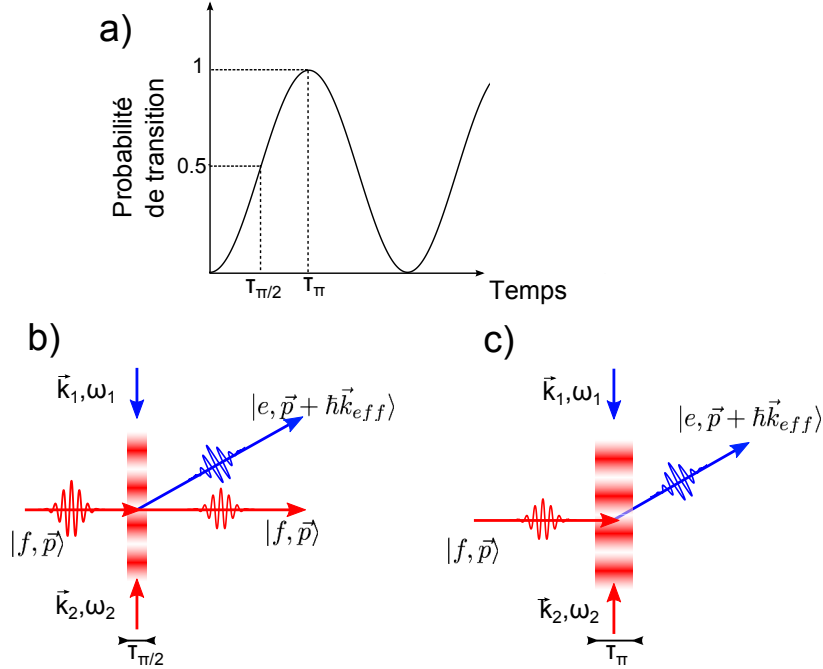 a)
1
Probabilité
de transition
0.5
τπ/2
τπ
Temps
b)
k⃗1,ω1
|e, p⃗ + ħk⃗eff⟩
|f, p⃗⟩
|f, p⃗⟩
k⃗2,ω2
τπ/2
c)
k⃗1,ω1
|e, p⃗ + ħk⃗eff⟩
|f, p⃗⟩
k⃗2,ω2
τπ